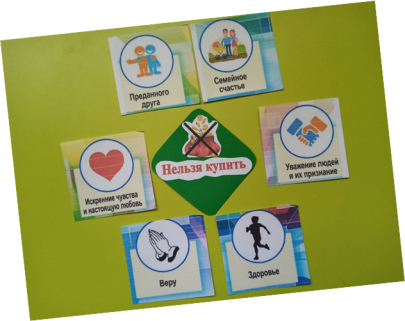 Преданного
друга
Семейное
счастье
Нельзя купить
Уважение людей
и их признание
Искренние чувства
и настоящую любовь
Веру
Здоровье